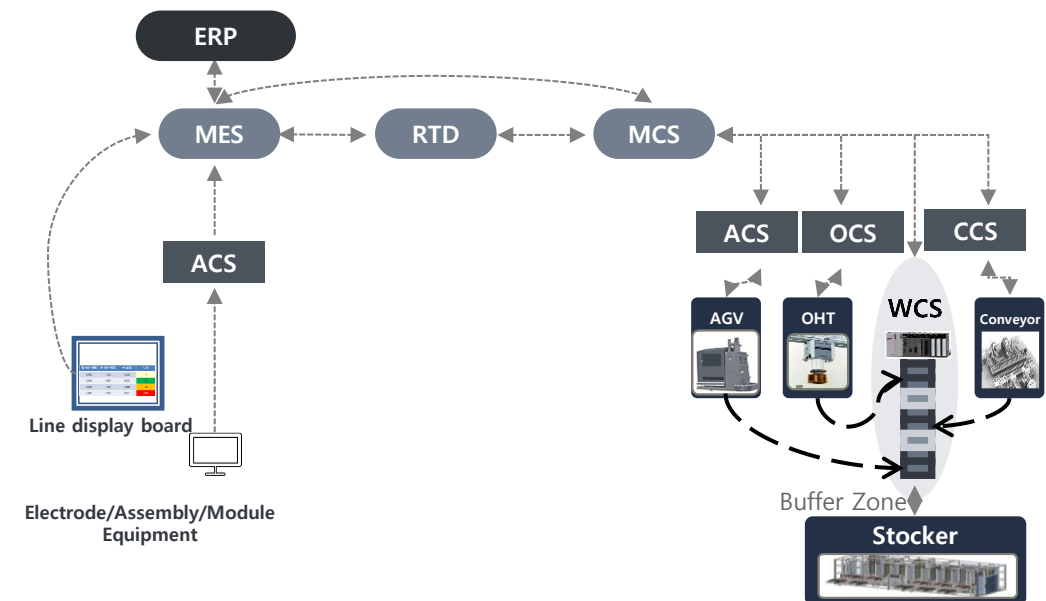 ERP
MES
RTD
MCS
ACS
ACS
OCS
CCS
AGV
OHT
WCS
Conveyor
Line display board
Electrode/Assembly/Module
Equipment
Buffer Zone
Stocker